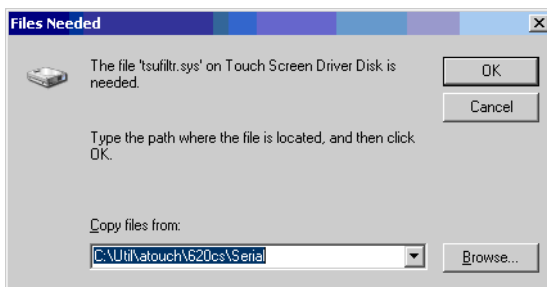 Files Needed
The file 'tsufiltr.sys' on Touch Screen Driver Disk is
needed.
OK
Cancel
Type the path where the file is located, and then click
OK.
Copy files from:
C:\Util\atouch\620cs\Serial
Browse...